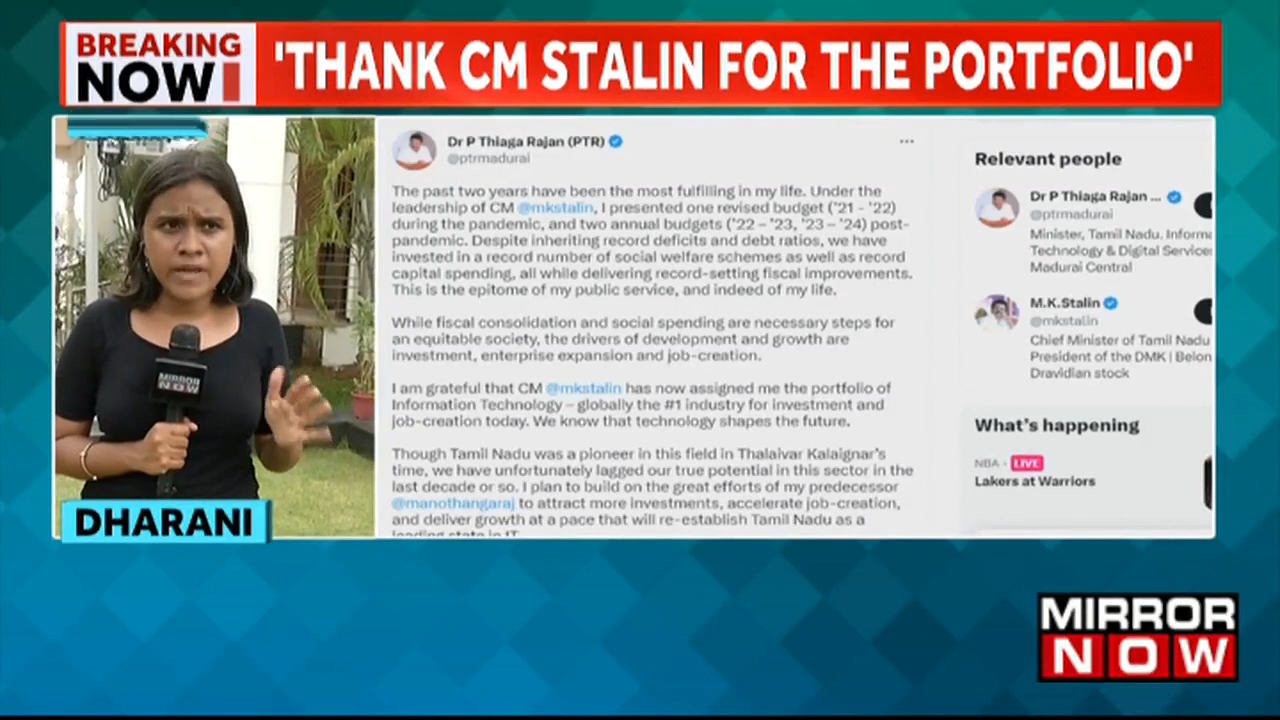 BREAKING
NOW
'THANK CM STALIN FOR THE PORTFOLIO'
MIRROR
NOW
DHARANI
Dr P Thiaga Rajan (PTR)
@ptrmadurai
The past two years have been the most fulfilling in my life. Under the
leadership of CM @mkstalin, I presented one revised budget ('21 - '22)
during the pandemic, and two annual budgets ('22 – '23, '23 – '24) post-
pandemic. Despite inheriting record deficits and debt ratios, we have
invested in a record number of social welfare schemes as well as record
capital spending, all while delivering record-setting fiscal improvements.
This is the epitome of my public service, and indeed of my life.
While fiscal consolidation and social spending are necessary steps for
an equitable society, the drivers of development and growth are
investment, enterprise expansion and job-creation.
I am grateful that CM @mkstalin has now assigned me the portfolio of
Information Technology – globally the #1 industry for investment and
job-creation today. We know that technology shapes the future.
Though Tamil Nadu was a pioneer in this field in Thalaivar Kalaignar's
time, we have unfortunately lagged our true potential in this sector in the
last decade or so. I plan to build on the great efforts of my predecessor
@manothangaraj to attract more investments, accelerate job-creation,
and deliver growth at a pace that will re-establish Tamil Nadu as a
leading state in IT
Relevant people
Dr P Thiaga Rajan ...
@ptrmadurai
Minister, Tamil Nadu. Informa
Technology & Digital Service
Madurai Central
M.K.Stalin
@mkstalin
Chief Minister of Tamil Nadu
President of the DMK | Belon
Dravidian stock
What's happening
NBA · LIVE
Lakers at Warriors
MIRROR
NOW